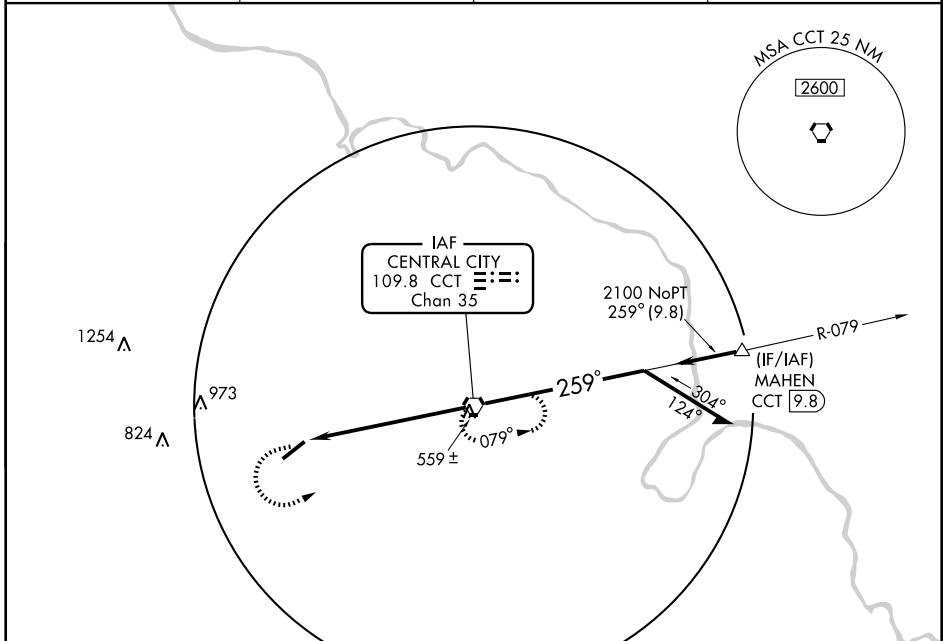 MSA CCT 25 NM
2600
IAF
CENTRAL CITY
109.8 CCT
Chan 35
2100 NoPT
259° (9.8)
R-079
(IF/IAF)
MAHEN
CCT 9.8
1254
973
824
259°
304°
124°
079°
559 ±